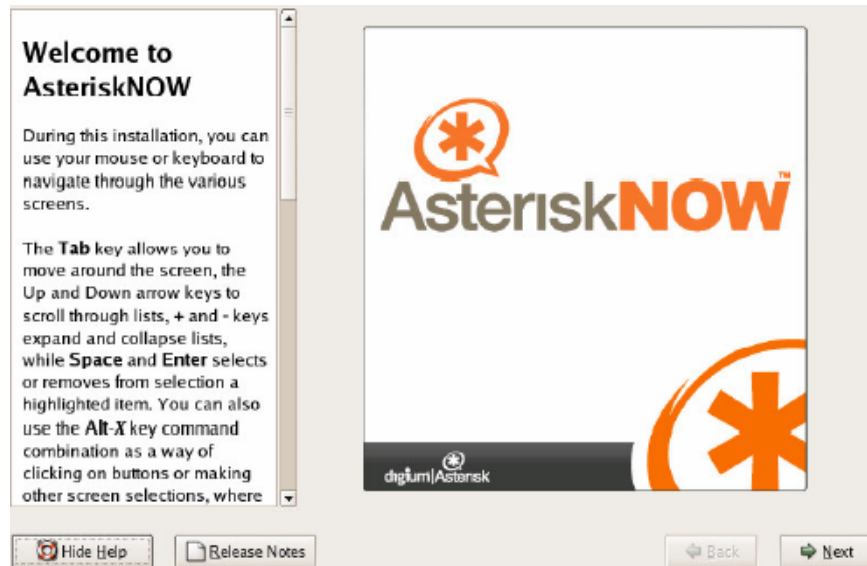 Welcome to
AsteriskNOW
During this installation, you can
use your mouse or keyboard to
navigate through the various
screens.
The Tab key allows you to
move around the screen, the
Up and Down arrow keys to
scroll through lists, + and - keys
expand and collapse lists,
while Space and Enter selects
or removes from selection a
highlighted item. You can also
use the Alt-X key command
combination as a way of
clicking on buttons or making
other screen selections, where
AsteriskNOW™
digium|Asterisk
Hide Help
Release Notes
Back
Next